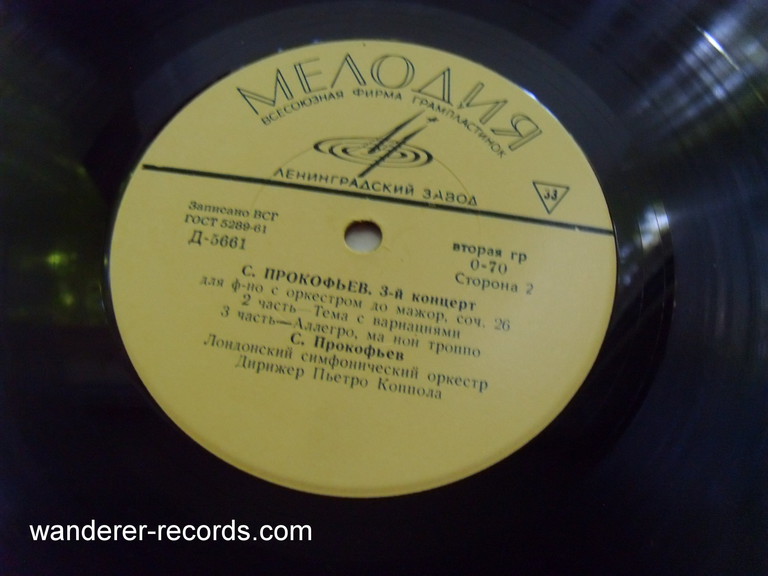 МЕЛОДИЯ
ВСЕСОЮЗНАЯ ФИРМА ГРАМПЛАСТИНОК
ЛЕНИНГРАДСКИЙ ЗАВОД
33
Записано ВСГ
ГОСТ 5289-61
Д-5661
вторая гр
0-70
Сторона 2
С. ПРОКОФЬЕВ. 3-й концерт
для ф-но с оркестром до мажор, соч. 26
2 часть—Тема с вариациями
3 часть—Аллегро, ма нон троппо
С. Прокофьев
Лондонский симфонический оркестр
Дирижер Пьетро Коппола
wanderer-records.com